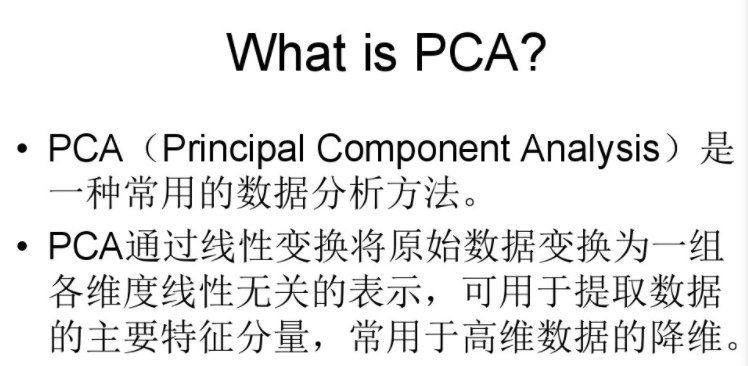 What is PCA?
• PCA（Principal Component Analysis）是
一种常用的数据分析方法。
• PCA通过线性变换将原始数据变换为一组
各维度线性无关的表示，可用于提取数据
的主要特征分量，常用于高维数据的降维。